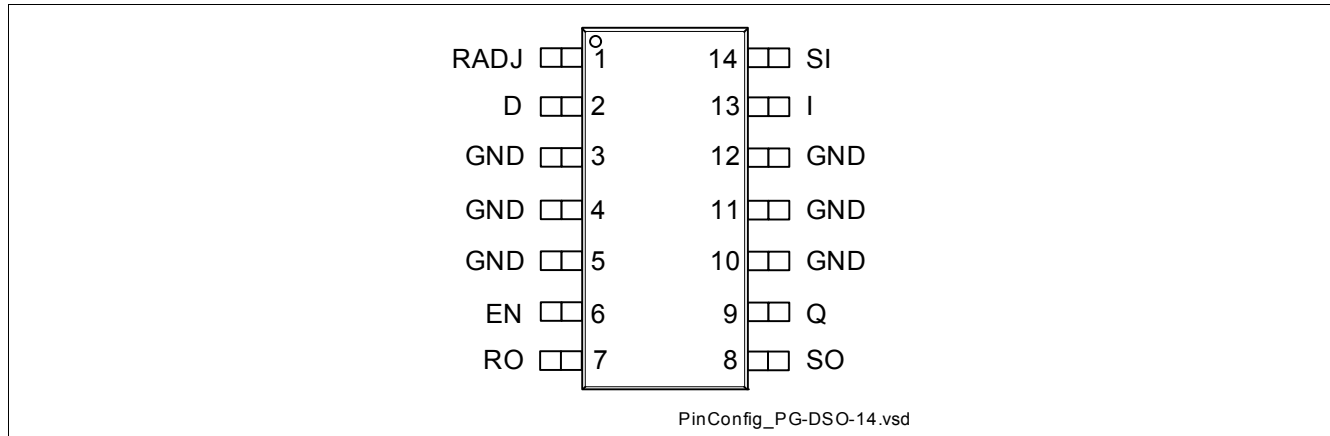 RADJ 1 14 SI
D 2 13 I
GND 3 12 GND
GND 4 11 GND
GND 5 10 GND
EN 6 9 Q
RO 7 8 SO
PinConfig_PG-DSO-14.vsd